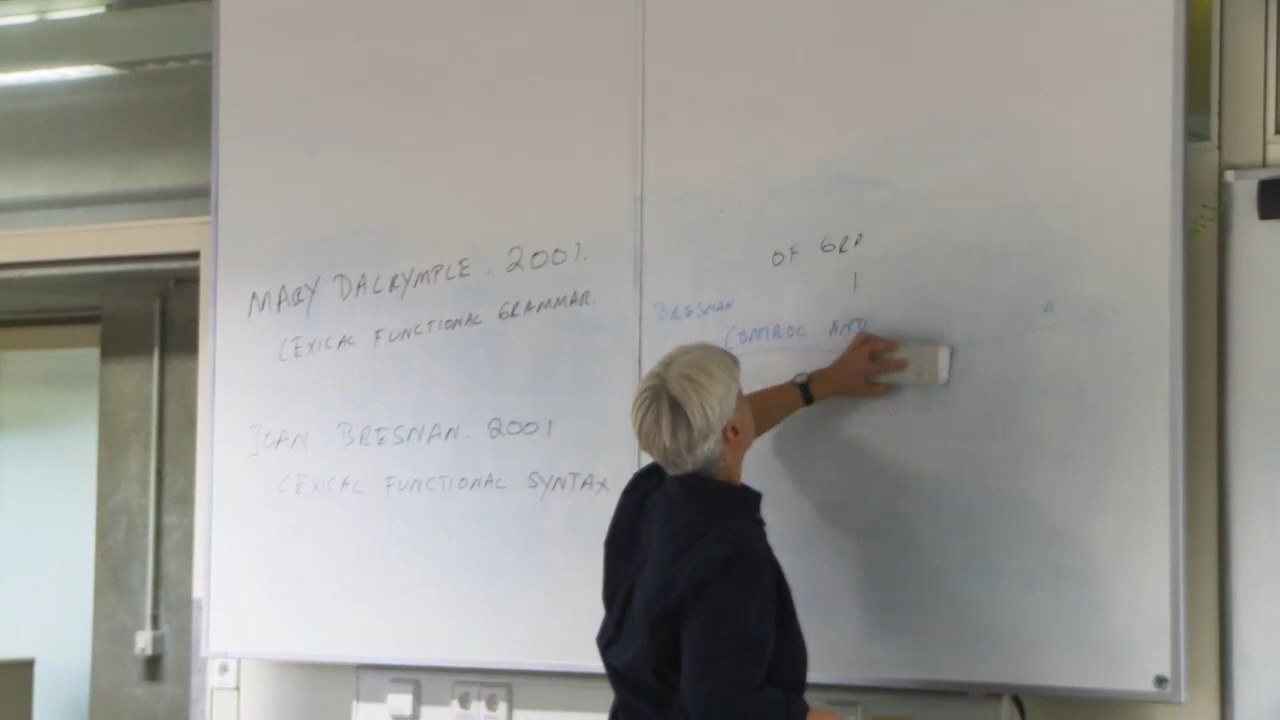 MARY DALRYMPLE. 2001.
LEXICAL FUNCTIONAL GRAMMAR.
JOAN BRESNAN. 2001
LEXICAL FUNCTIONAL SYNTAX
OF GRA
BRESNAN
CONTROL AND